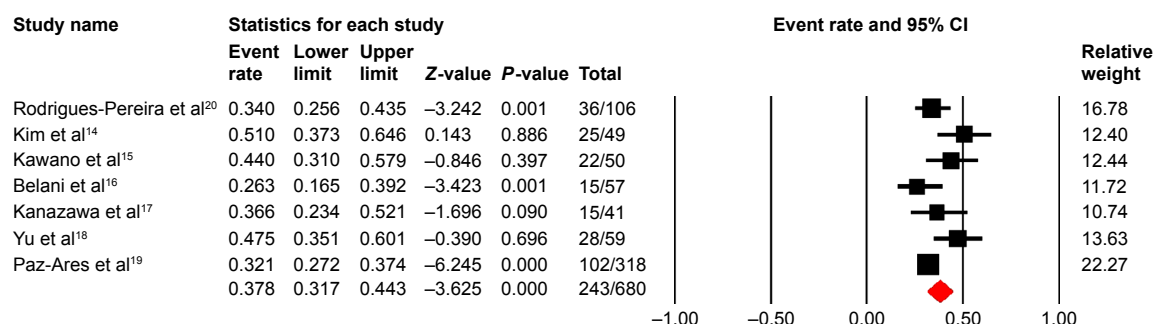 Study name Statistics for each study Event rate and 95% CI
Event rate Lower limit Upper limit Z-value P-value Total Relative weight
Rodrigues-Pereira et al²⁰ 0.340 0.256 0.435 –3.242 0.001 36/106 16.78
Kim et al¹⁴ 0.510 0.373 0.646 0.143 0.886 25/49 12.40
Kawano et al¹⁵ 0.440 0.310 0.579 –0.846 0.397 22/50 12.44
Belani et al¹⁶ 0.263 0.165 0.392 –3.423 0.001 15/57 11.72
Kanazawa et al¹⁷ 0.366 0.234 0.521 –1.696 0.090 15/41 10.74
Yu et al¹⁸ 0.475 0.351 0.601 –0.390 0.696 28/59 13.63
Paz-Ares et al¹⁹ 0.321 0.272 0.374 –6.245 0.000 102/318 22.27
0.378 0.317 0.443 –3.625 0.000 243/680
–1.00 –0.50 0.00 0.50 1.00